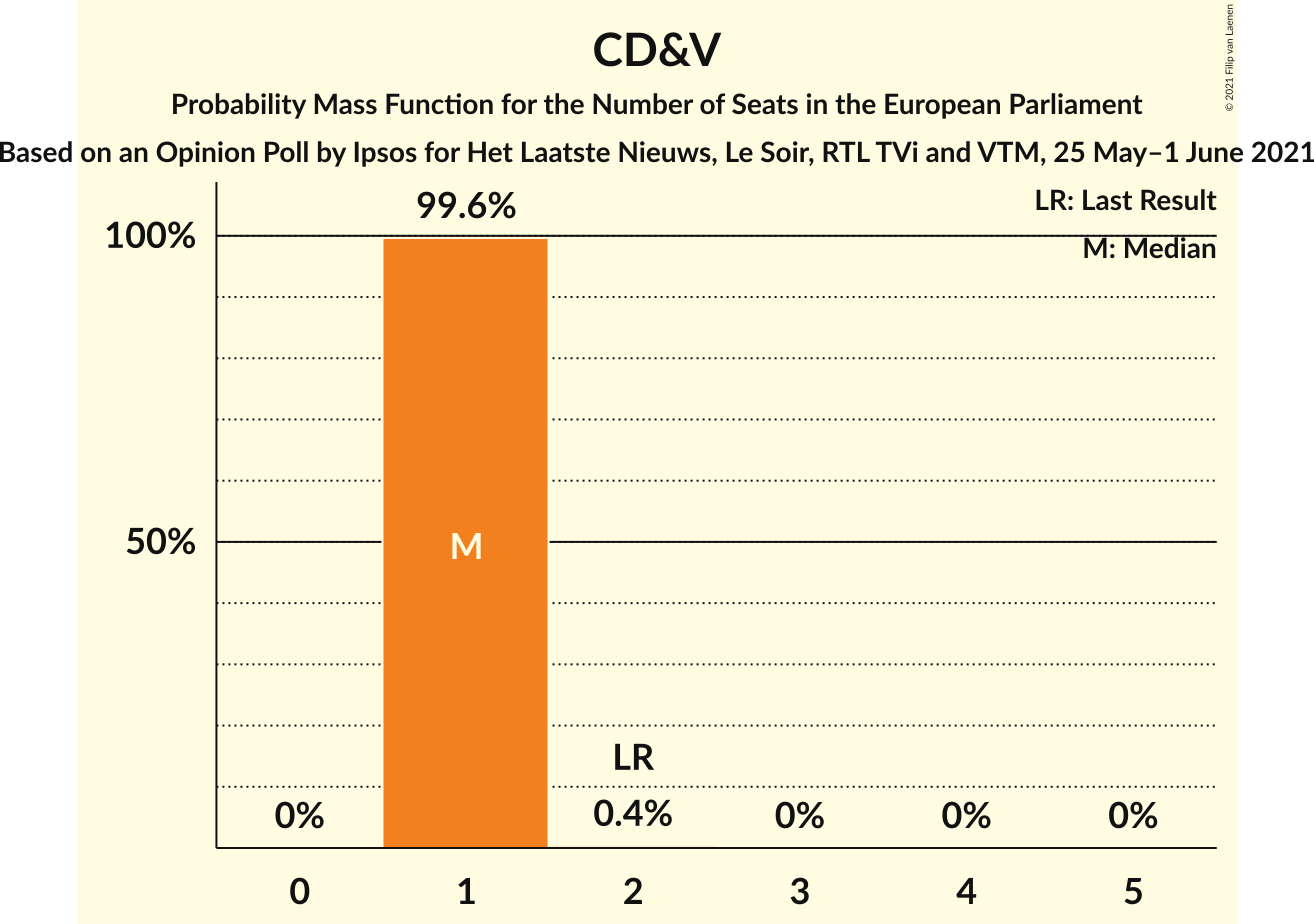 CD&V
Probability Mass Function for the Number of Seats in the European Parliament
Based on an Opinion Poll by Ipsos for Het Laatste Nieuws, Le Soir, RTL TVi and VTM, 25 May–1 June 2021
© 2021 Filip van Laenen
LR: Last Result
M: Median
99.6%
100%
50%
M
LR
0% 0.4% 0% 0% 0%
0 1 2 3 4 5